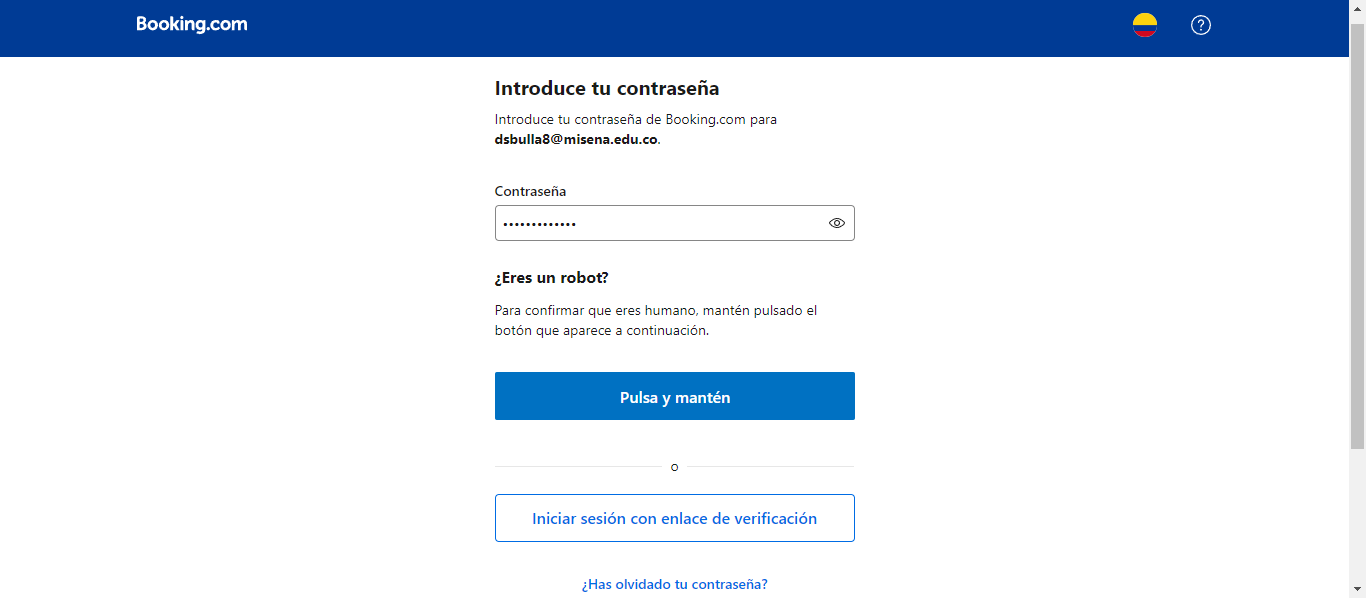 Booking.com
Introduce tu contraseña
Introduce tu contraseña de Booking.com para
dsbulla8@misena.edu.co.
Contraseña
•••••••••••••
¿Eres un robot?
Para confirmar que eres humano, mantén pulsado el
botón que aparece a continuación.
Pulsa y mantén
o
Iniciar sesión con enlace de verificación
¿Has olvidado tu contraseña?